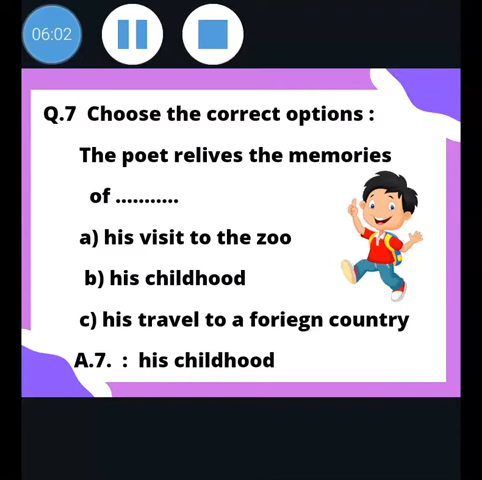 06:02
Q.7 Choose the correct options :
The poet relives the memories
of ...........
a) his visit to the zoo
b) his childhood
c) his travel to a foriegn country
A.7. : his childhood